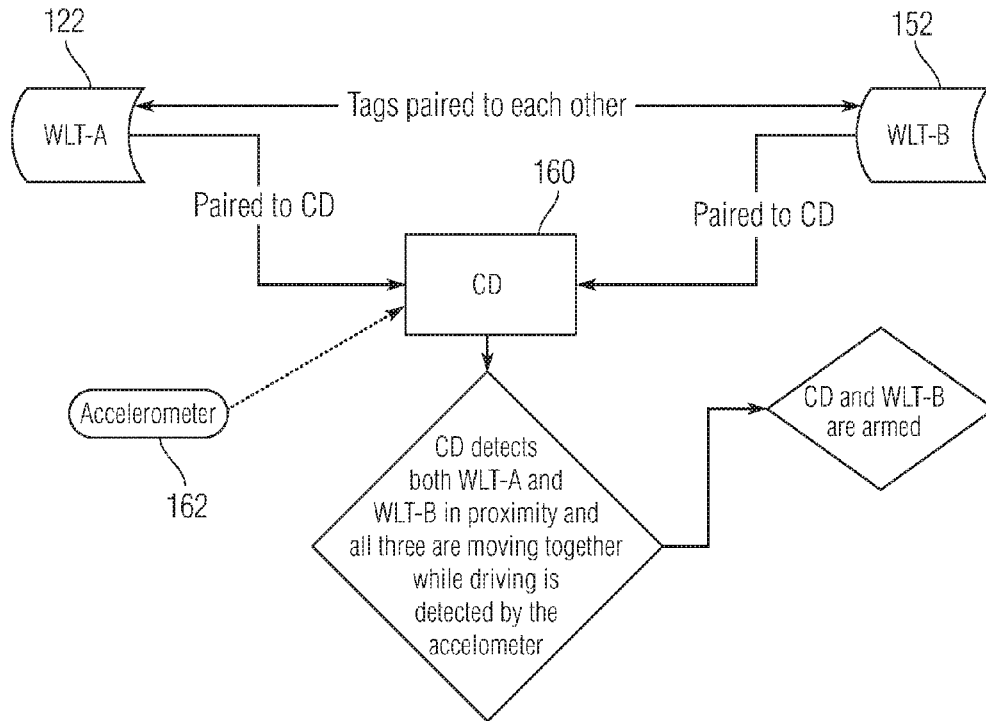 122
152
WLT-A
Tags paired to each other
WLT-B
160
Paired to CD
Paired to CD
CD
Accelerometer
162
CD and WLT-B
are armed
CD detects
both WLT-A and
WLT-B in proximity and
all three are moving together
while driving is
detected by the
accelometer